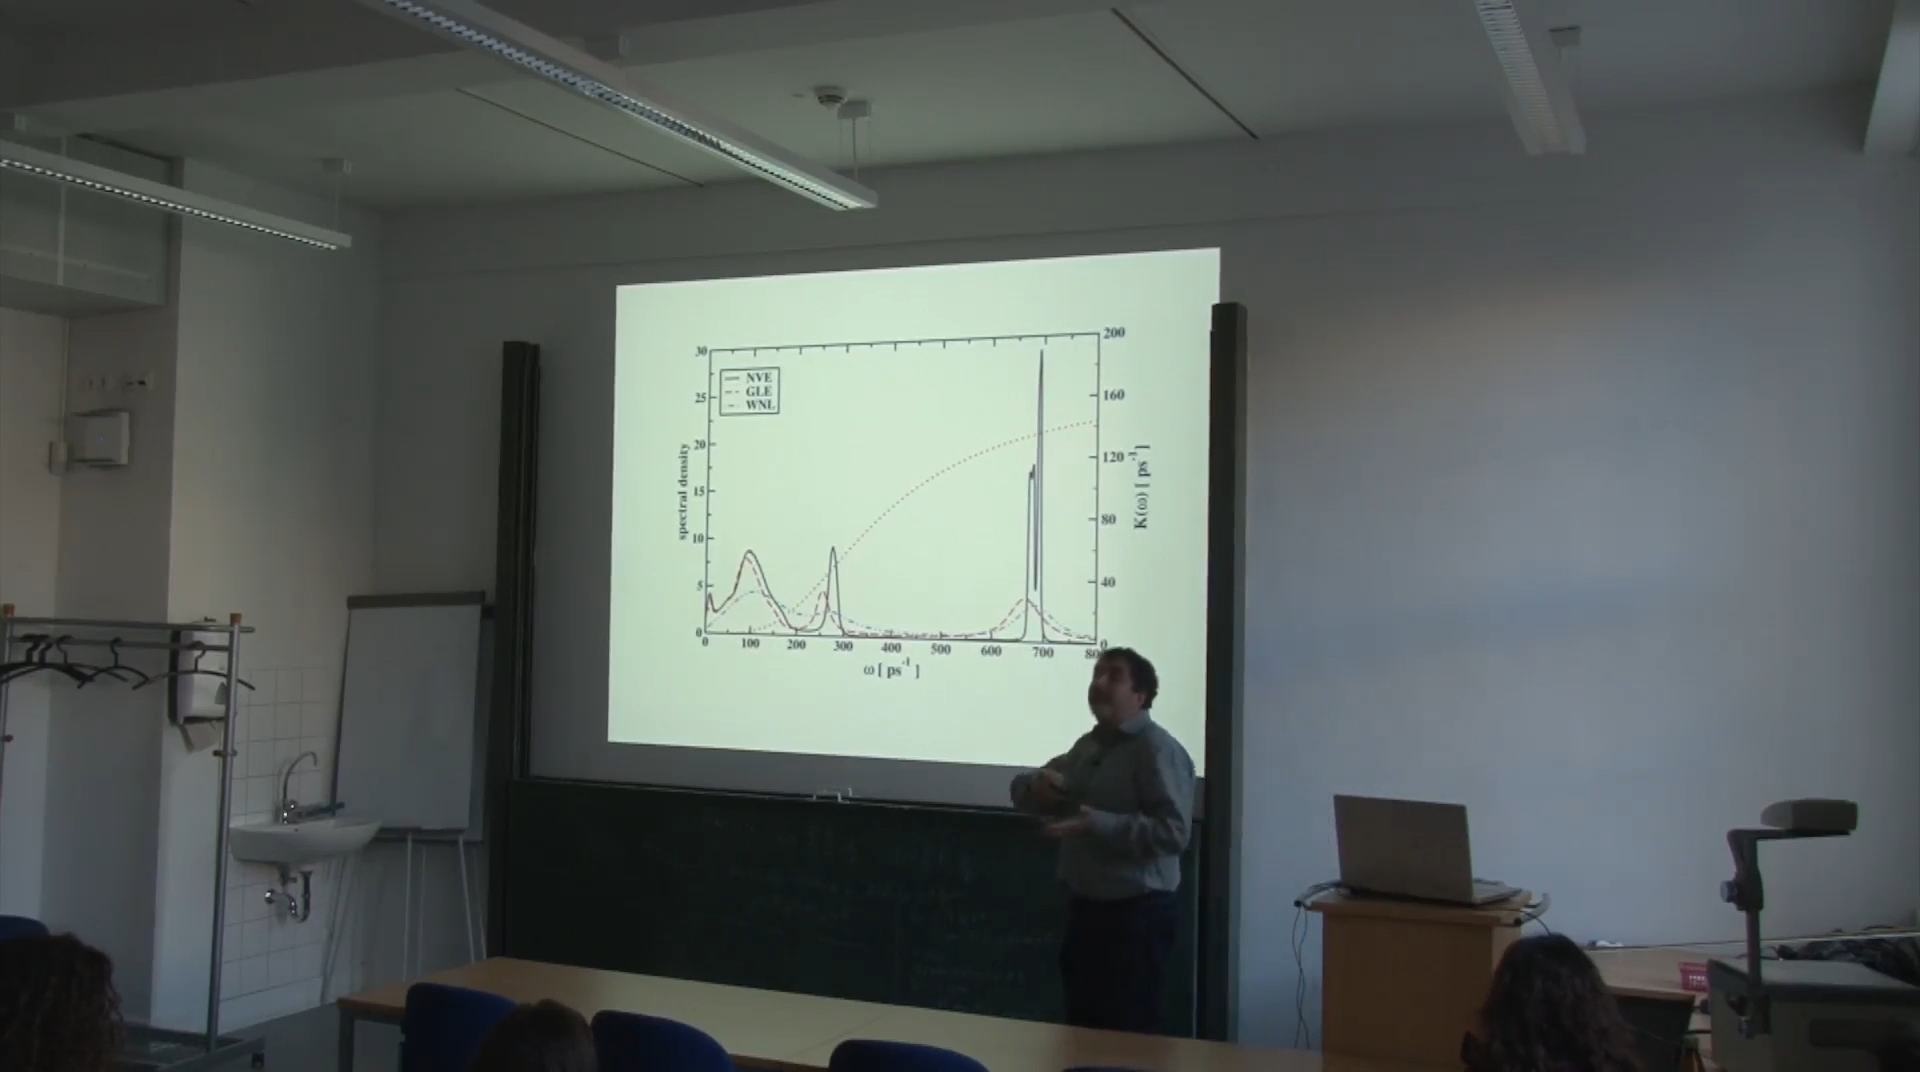 200
30
NVE
GLE
WNL
25
160
20
120
15
80
10
40
5
0
0
0 100 200 300 400 500 600 700 80
spectral density
K(ω) [ ps⁻¹ ]
ω [ ps⁻¹ ]